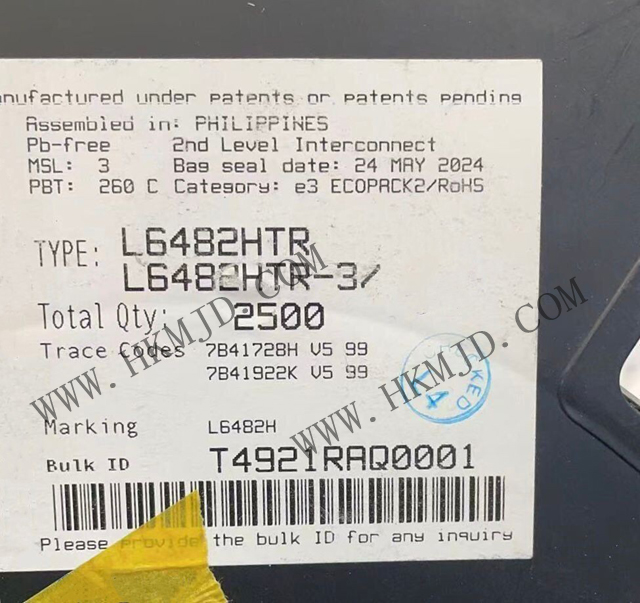 anufactured under patents or patents pending
Assembled in: PHILIPPINES
Pb-free 2nd Level Interconnect
MSL: 3 Bag seal date: 24 MAY 2024
PBT: 260 C Category: e3 ECOPACK2/RoHS
TYPE: L6482HTR
L6482HTR-3/
Total Qty: 2500
Trace Codes 7B41728H V5 99
7B41922K V5 99
Marking L6482H
Bulk ID T4921RAQ0001
Please provide the bulk ID for any inquiry
WWW.HKMJD.COM
WWW.HKMJD.COM